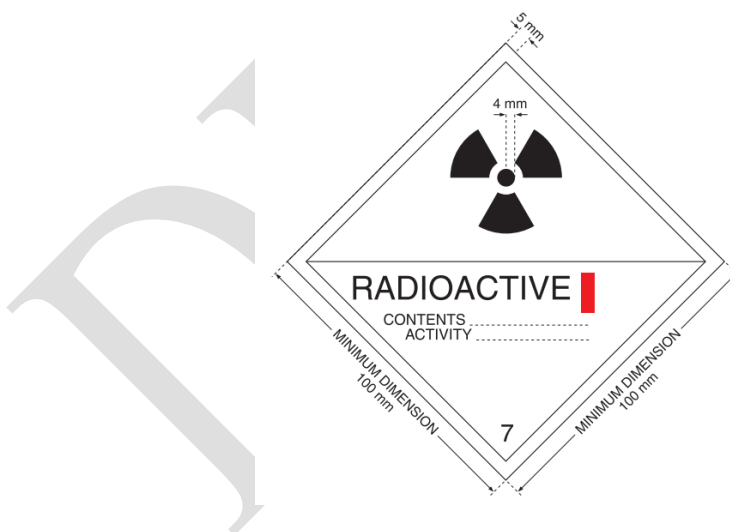 5 mm
4 mm
RADIOACTIVE I
CONTENTS
ACTIVITY
MINIMUM DIMENSION
100 mm
MINIMUM DIMENSION
100 mm
7